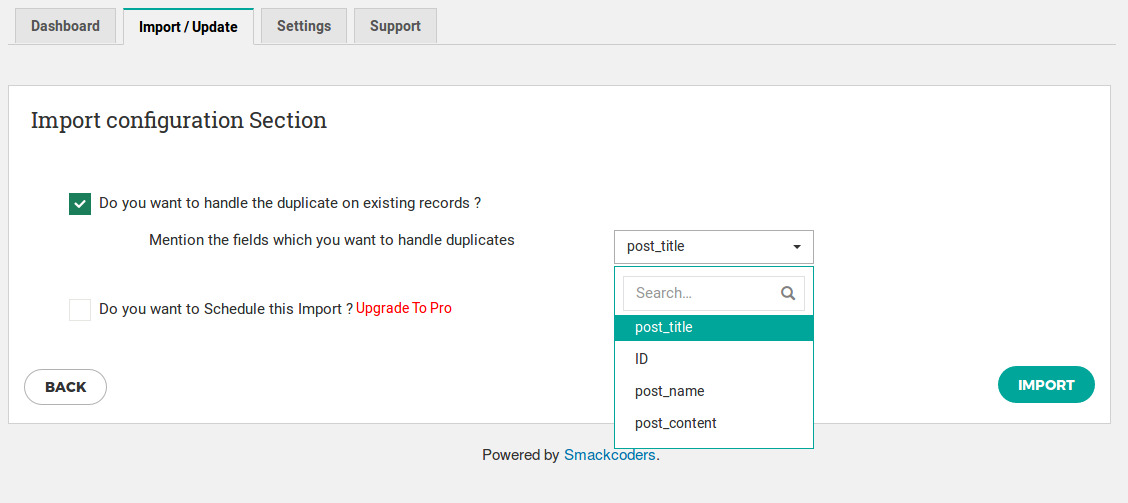 Dashboard
Import / Update
Settings
Support
Import configuration Section
Do you want to handle the duplicate on existing records ?
Mention the fields which you want to handle duplicates
post_title
Search...
post_title
ID
post_name
post_content
Do you want to Schedule this Import ? Upgrade To Pro
BACK
IMPORT
Powered by Smackcoders.